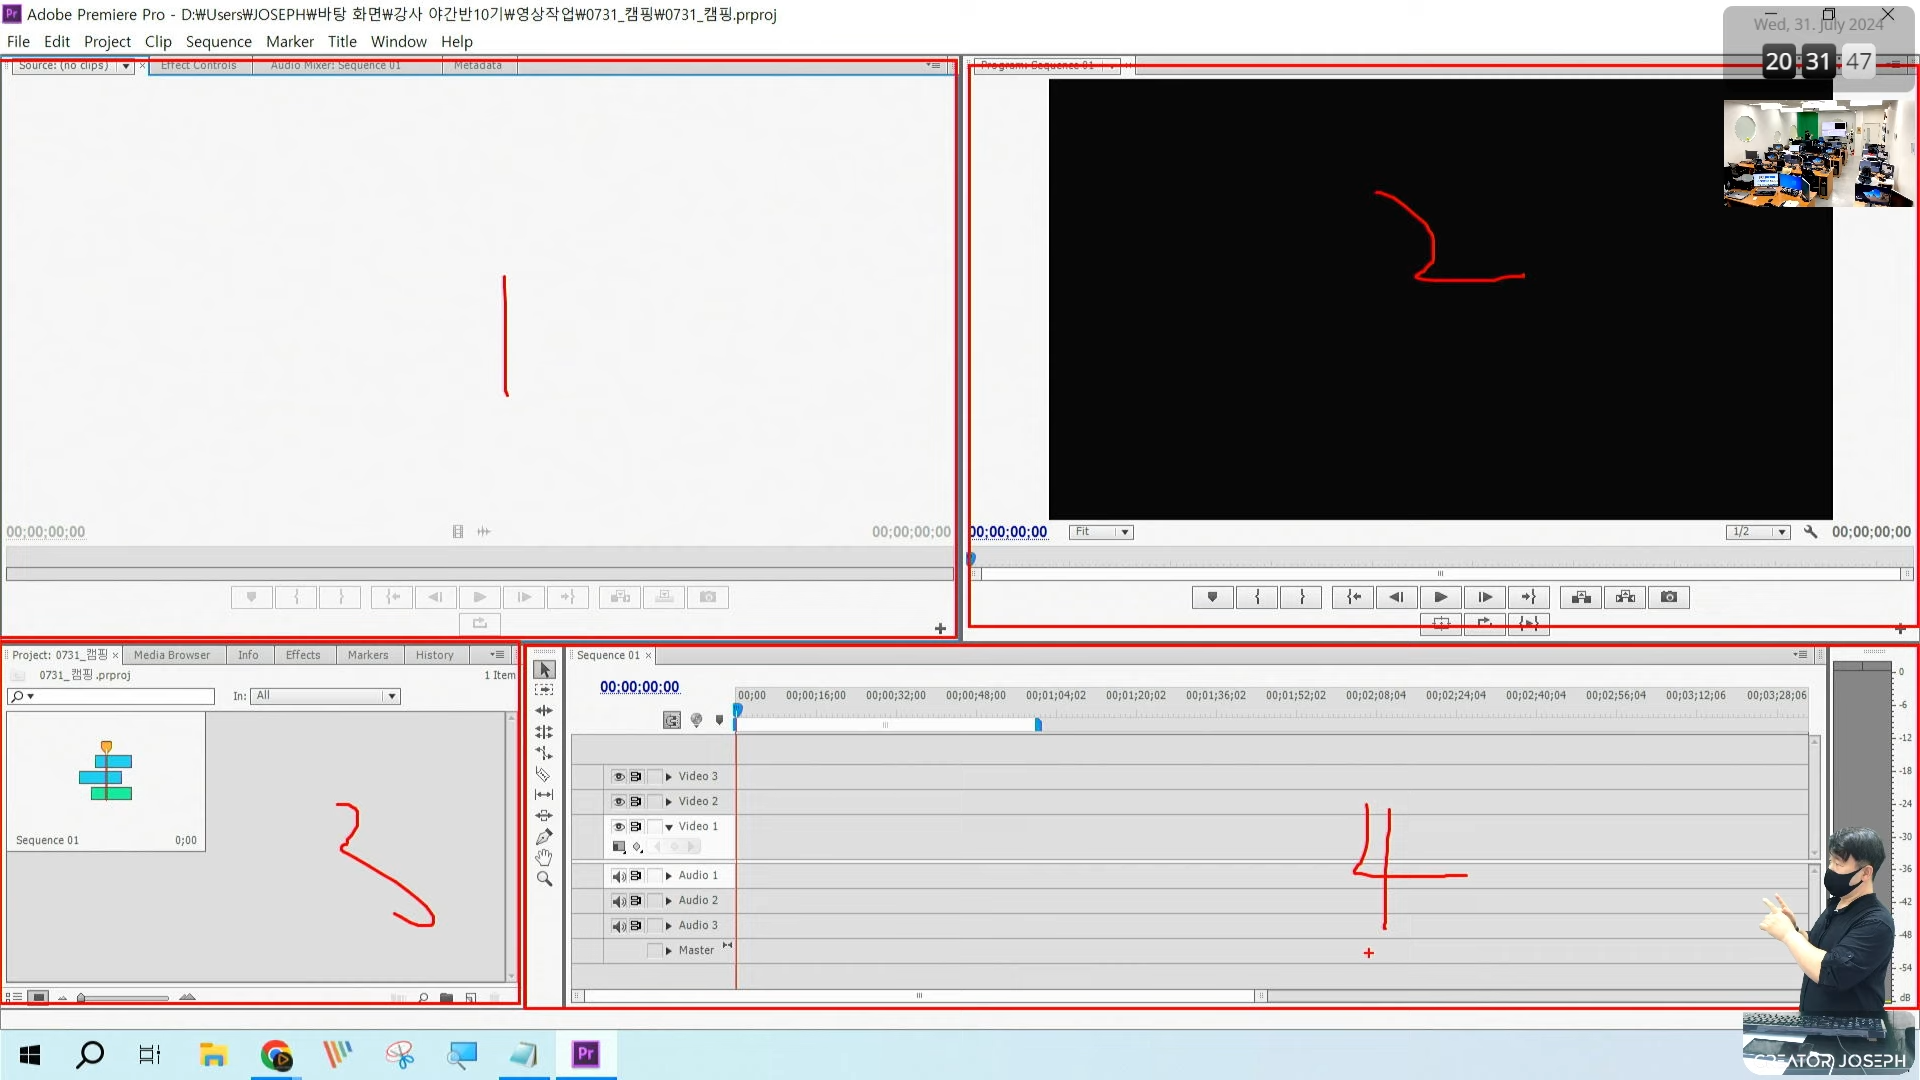 Adobe Premiere Pro - D:₩Users₩JOSEPH₩바탕 화면₩강사 야간반10기₩영상작업₩0731_캠핑₩0731_캠핑.prproj
Wed, 31. July 2024
File Edit Project Clip Sequence Marker Title Window Help
20 31 47
Source: (no clips) Effect Controls Audio Mixer: Sequence 01 Metadata
Program: Sequence 01
1
2
00;00;00;00 00;00;00;00
00;00;00;00 Fit 1/2 00;00;00;00
Project: 0731_캠핑 Media Browser Info Effects Markers History
0731_캠핑.prproj 1 Item
In: All
Sequence 01 0;00
3
Sequence 01
00:00:00:00
00;00 00;00;16;00 00;00;32;00 00;00;48;00 00;01;04;02 00;01;20;02 00;01;36;02 00;01;52;02 00;02;08;04 00;02;24;04 00;02;40;04 00;02;56;04 00;03;12;06 00;03;28;06
Video 3
Video 2
Video 1
Audio 1
Audio 2
Audio 3
Master
4
0
-6
-12
-18
-24
-30
-36
-42
-48
-54
dB
Pr
CREATOR JOSEPH